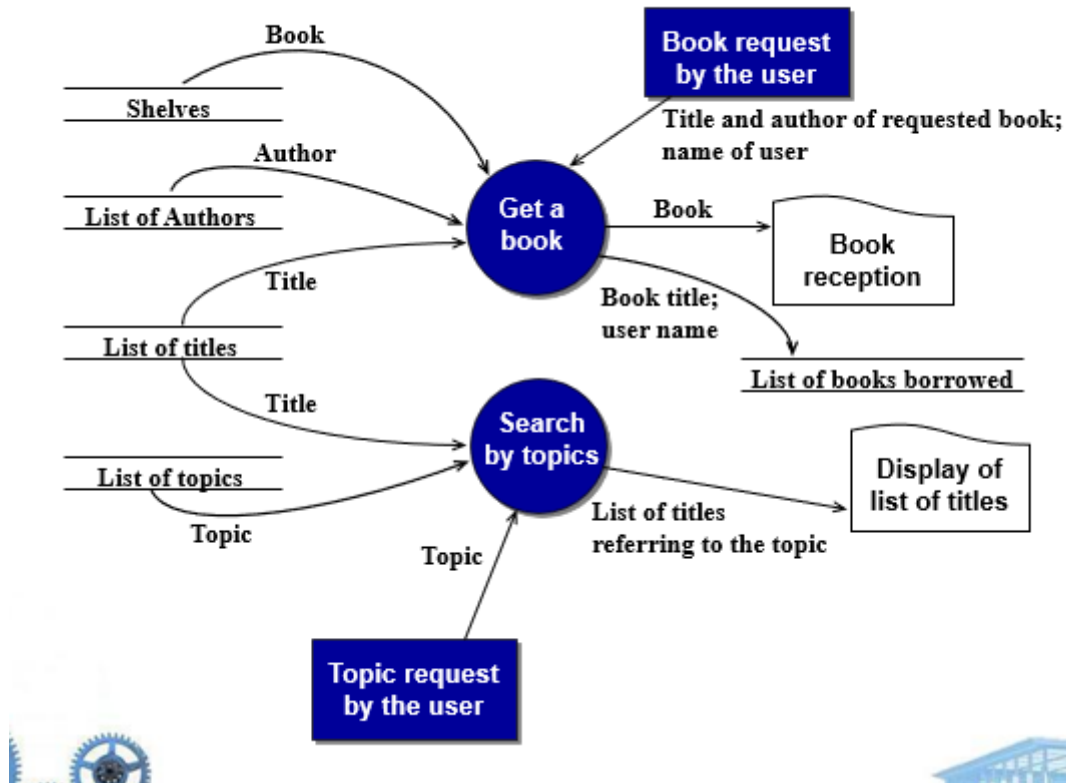 Book
Book request
by the user
Shelves
Title and author of requested book;
name of user
Author
List of Authors
Get a
book
Book
Book
reception
Title
Book title;
user name
List of titles
List of books borrowed
Title
Search
by topics
List of topics
Display of
list of titles
Topic
List of titles
referring to the topic
Topic
Topic request
by the user